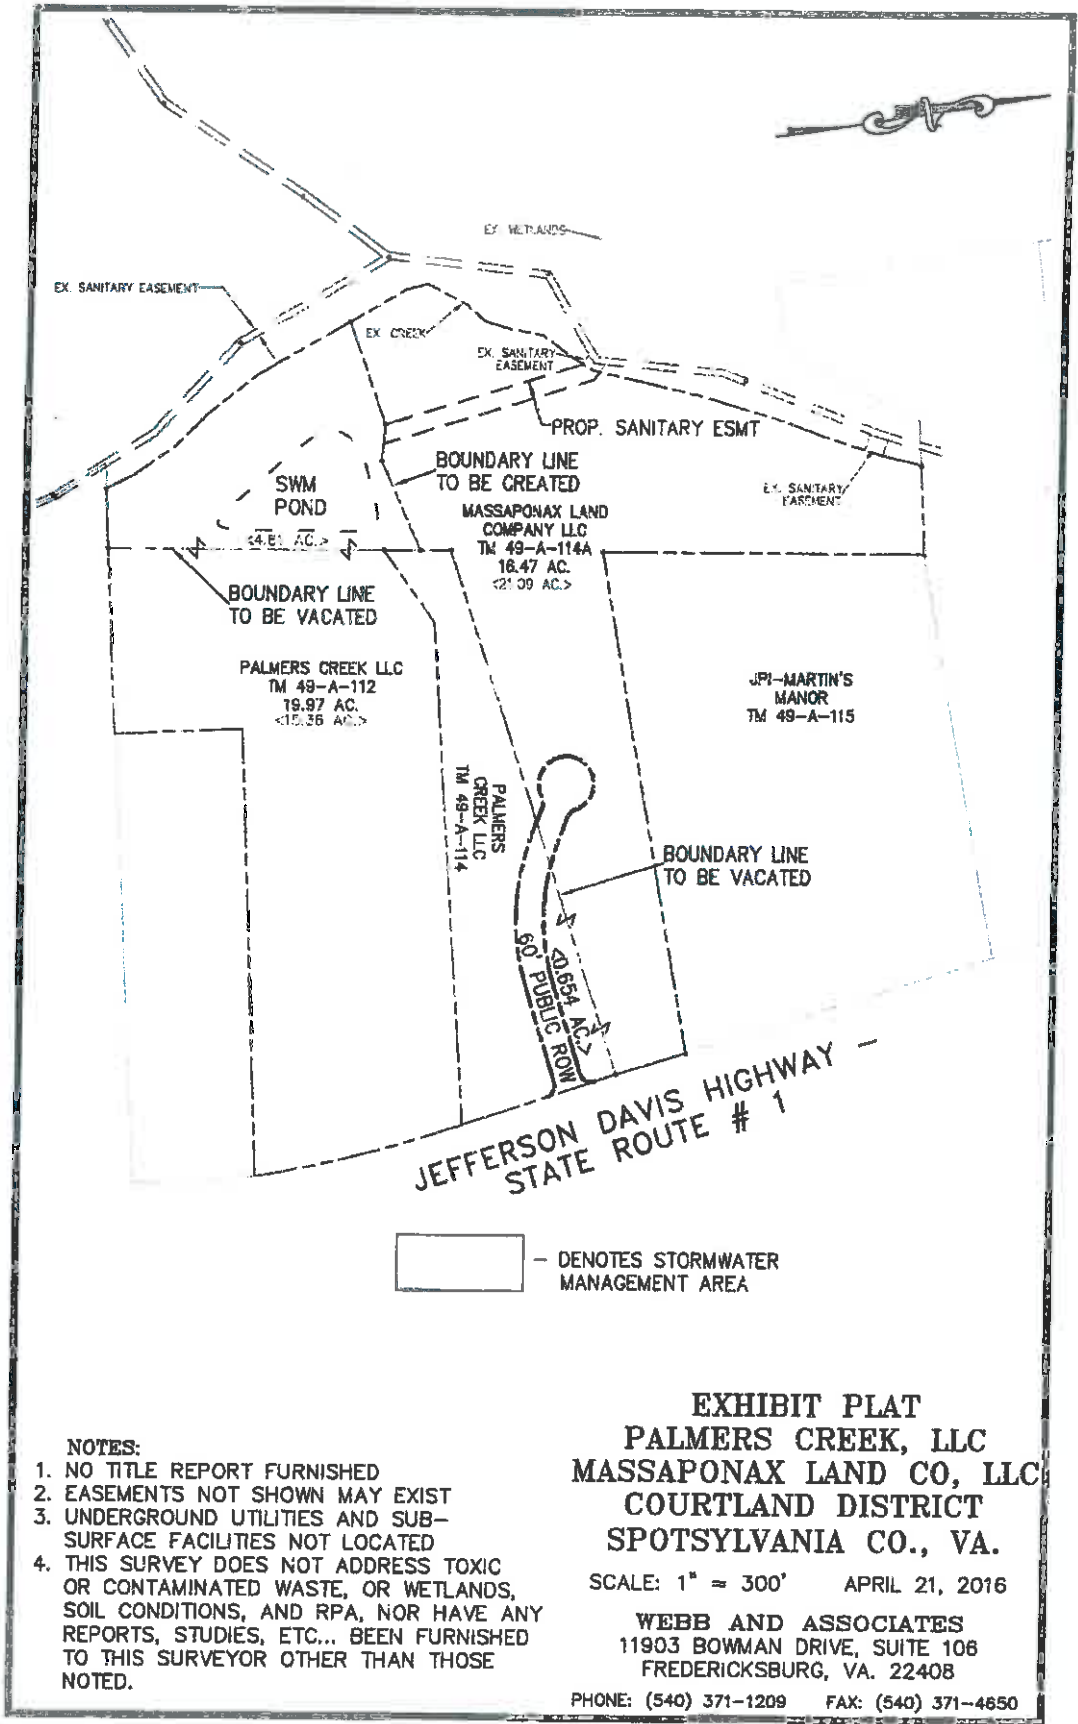 EX. WETLANDS
EX. SANITARY EASEMENT
EX. CREEK
EX. SANITARY
EASEMENT
PROP. SANITARY ESMT
BOUNDARY LINE
TO BE CREATED
SWM
POND
<4.61 AC.>
EX. SANITARY
EASEMENT
MASSAPONAX LAND
COMPANY LLC
TM 49-A-114A
16.47 AC.
<21.09 AC.>
BOUNDARY LINE
TO BE VACATED
PALMERS CREEK LLC
TM 49-A-112
19.97 AC.
<15.36 AC.>
JPI-MARTIN'S
MANOR
TM 49-A-115
PALMERS
CREEK LLC
TM 49-A-114
BOUNDARY LINE
TO BE VACATED
<0.654 AC.>
60' PUBLIC ROW
JEFFERSON DAVIS HIGHWAY -
STATE ROUTE # 1
- DENOTES STORMWATER
MANAGEMENT AREA
NOTES:
1. NO TITLE REPORT FURNISHED
2. EASEMENTS NOT SHOWN MAY EXIST
3. UNDERGROUND UTILITIES AND SUB-
SURFACE FACILITIES NOT LOCATED
4. THIS SURVEY DOES NOT ADDRESS TOXIC
OR CONTAMINATED WASTE, OR WETLANDS,
SOIL CONDITIONS, AND RPA, NOR HAVE ANY
REPORTS, STUDIES, ETC... BEEN FURNISHED
TO THIS SURVEYOR OTHER THAN THOSE
NOTED.
EXHIBIT PLAT
PALMERS CREEK, LLC
MASSAPONAX LAND CO, LLC
COURTLAND DISTRICT
SPOTSYLVANIA CO., VA.
SCALE: 1" = 300' APRIL 21, 2016
WEBB AND ASSOCIATES
11903 BOWMAN DRIVE, SUITE 106
FREDERICKSBURG, VA. 22408
PHONE: (540) 371-1209 FAX: (540) 371-4650